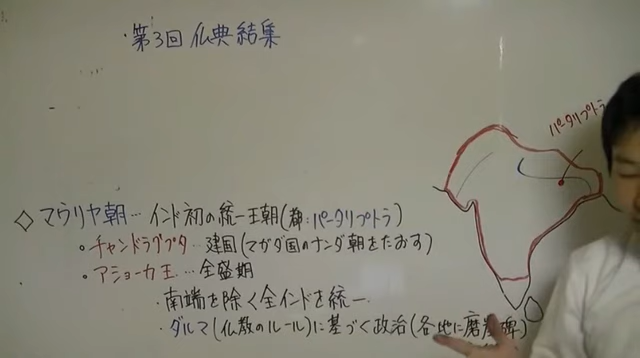 ・第3回 仏典 結集
パータリプトラ
◇ マウリヤ朝… インド初の統一王朝(都:パータリプトラ)
・チャンドラグプタ… 建国(マガダ国のナンダ朝をたおす)
・アショーカ王… 全盛期
・南端を除く全インドを統一
・ダルマ(仏教のルール)に基づく政治(各地に磨崖碑)